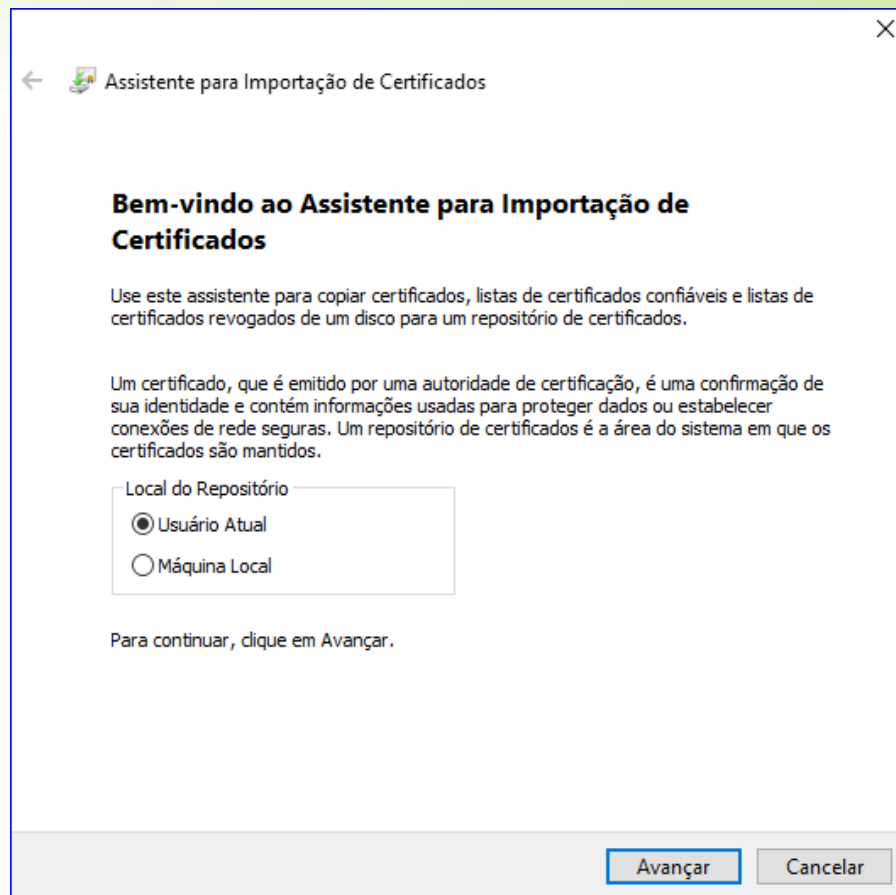 Assistente para Importação de Certificados
Bem-vindo ao Assistente para Importação de
Certificados
Use este assistente para copiar certificados, listas de certificados confiáveis e listas de
certificados revogados de um disco para um repositório de certificados.
Um certificado, que é emitido por uma autoridade de certificação, é uma confirmação de
sua identidade e contém informações usadas para proteger dados ou estabelecer
conexões de rede seguras. Um repositório de certificados é a área do sistema em que os
certificados são mantidos.
Local do Repositório
Usuário Atual
Máquina Local
Para continuar, clique em Avançar.
Avançar
Cancelar